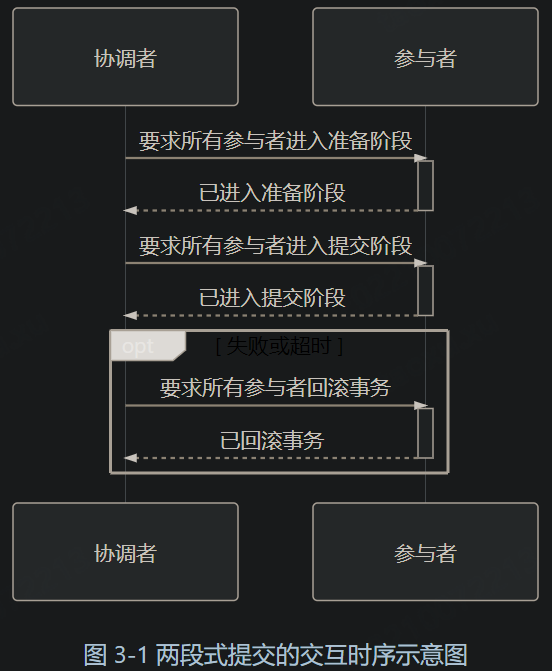 协调者 参与者
要求所有参与者进入准备阶段
已进入准备阶段
要求所有参与者进入提交阶段
已进入提交阶段
opt [ 失败或超时 ]
要求所有参与者回滚事务
已回滚事务
协调者 参与者
图 3-1 两段式提交的交互时序示意图